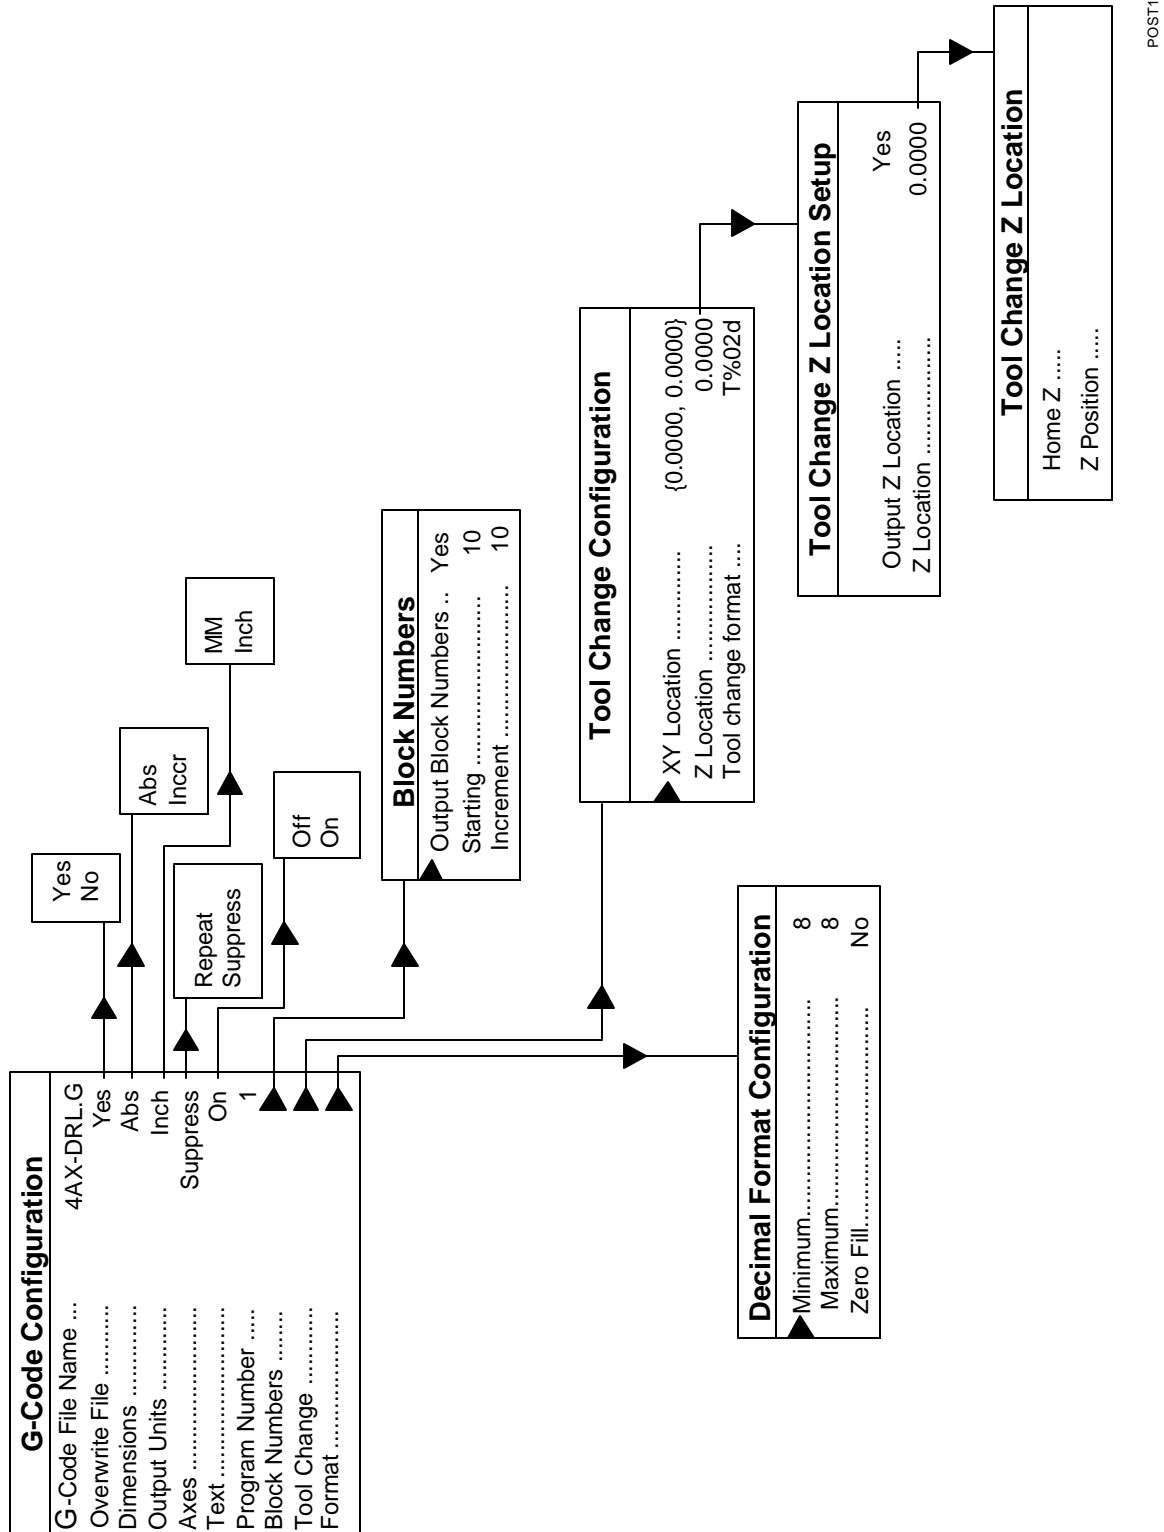 G-Code Configuration
G-Code File Name ... 4AX-DRL.G
Overwrite File ........... Yes
Dimensions .............. Abs
Output Units ............. Inch
Axes ........................ Suppress
Text ......................... On
Program Number ..... 1
Block Numbers ........
Tool Change ............
Format .....................
Yes
No
Abs
Inccr
MM
Inch
Repeat
Suppress
Off
On
Block Numbers
Output Block Numbers .. Yes
Starting ........................ 10
Increment ...................... 10
Tool Change Configuration
XY Location .............. {0.0000, 0.0000}
Z Location ................ 0.0000
Tool change format .... T%02d
Decimal Format Configuration
Minimum.............................. 8
Maximum............................. 8
Zero Fill............................... No
Tool Change Z Location Setup
Output Z Location ..... Yes
Z Location ................. 0.0000
Tool Change Z Location
Home Z .....
Z Position .....
POST1